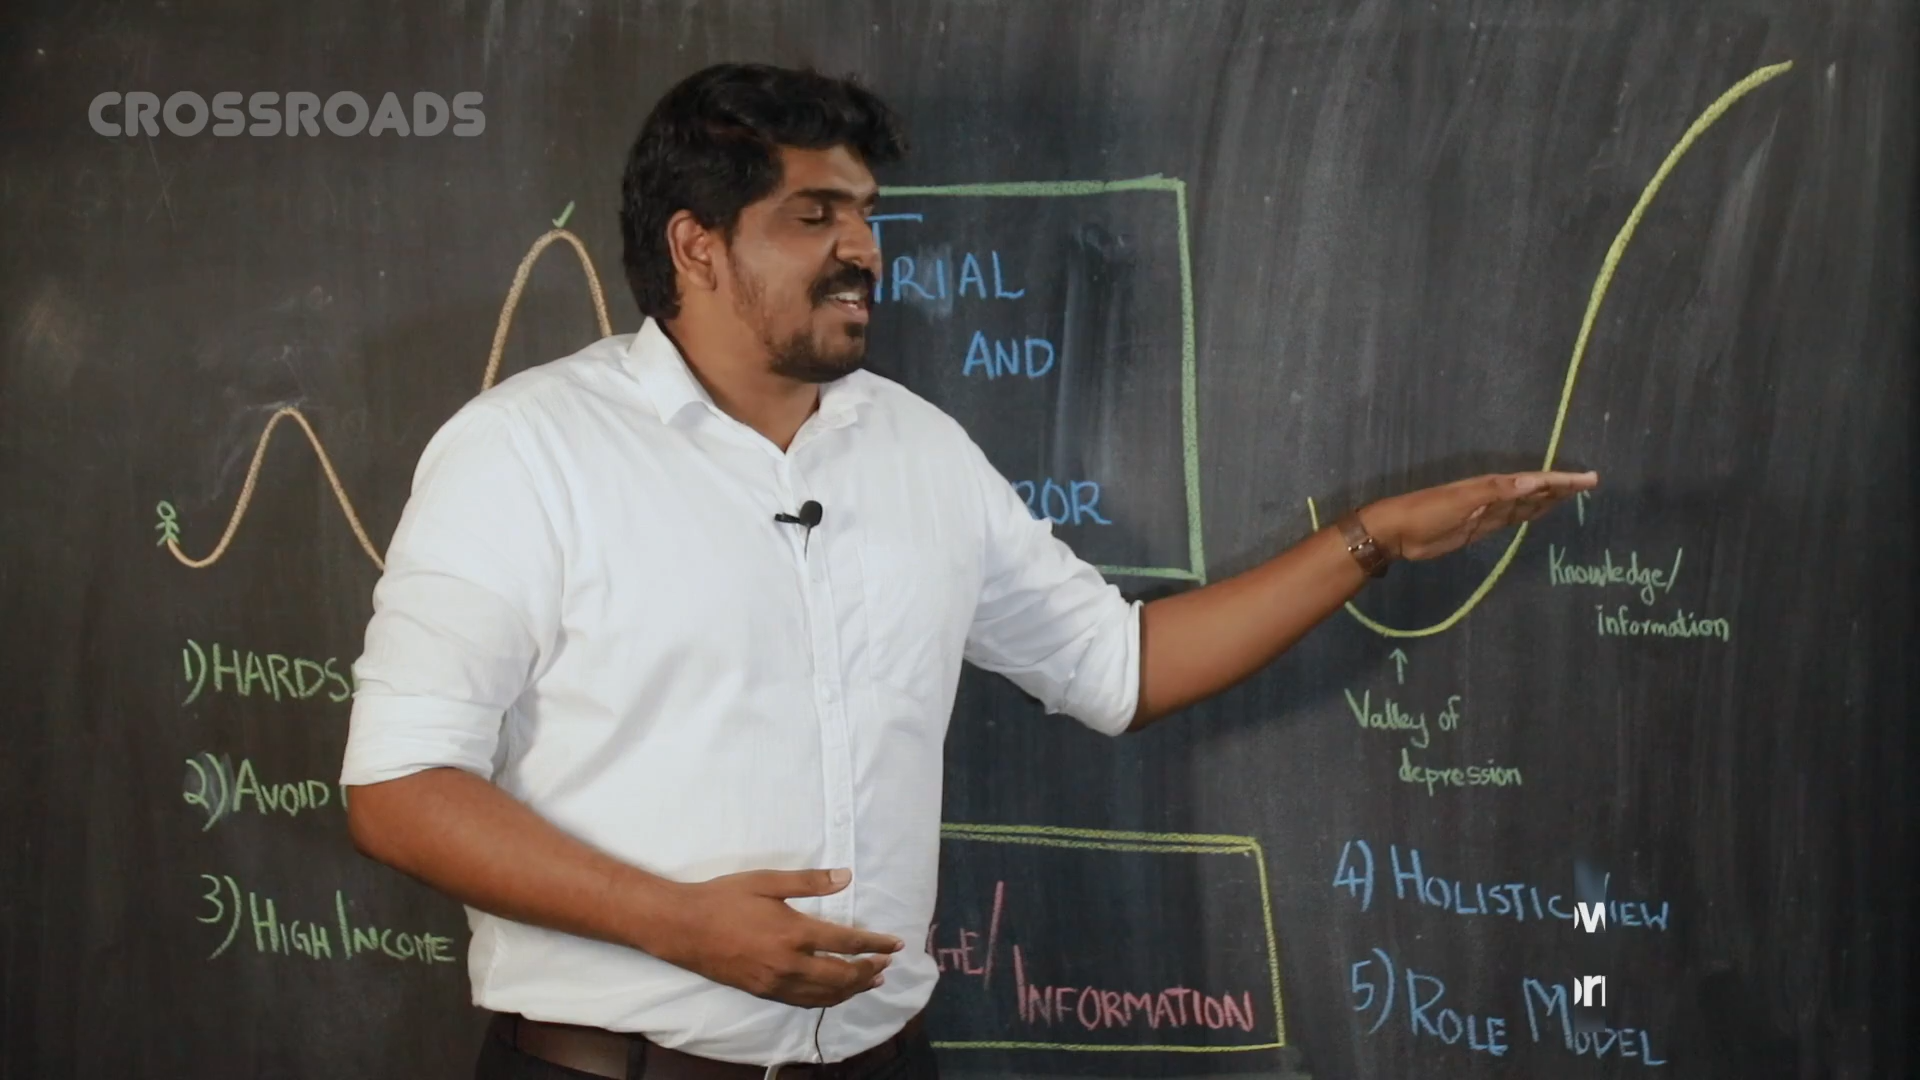 CROSSROADS
TRIAL
AND
ROR
Knowledge/
information
Valley of
depression
1) HARDS
2) AVOID
3) HIGH INCOME
GE/
INFORMATION
4) HOLISTIC VIEW
5) ROLE MODEL